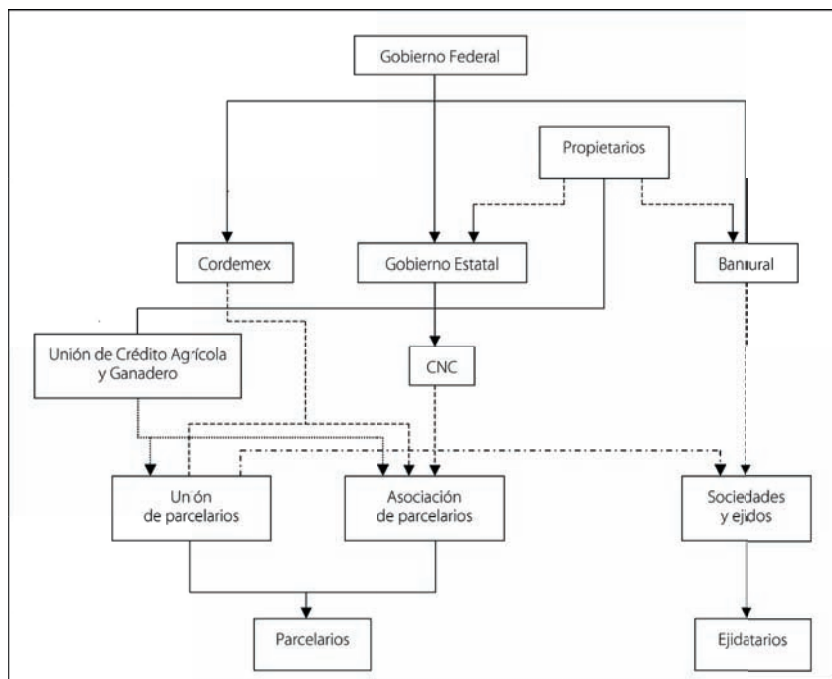 Gobierno Federal
Propietarios
Cordemex
Gobierno Estatal
Banrural
Unión de Crédito Agrícola
y Ganadero
CNC
Unión
de parcelarios
Asociación
de parcelarios
Sociedades
y ejidos
Parcelarios
Ejidatarios